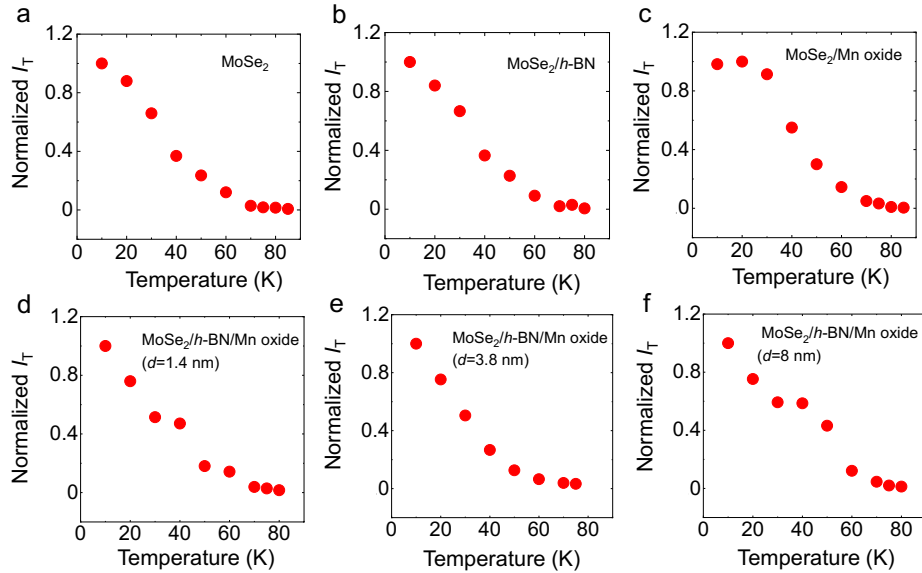 a
1.2
0.8
0.4
0
Normalized I_T
MoSe₂
0 20 40 60 80
Temperature (K)
b
1.2
0.8
0.4
0
Normalized I_T
MoSe₂/h-BN
0 20 40 60 80
Temperature (K)
c
1.2
0.8
0.4
0
Normalized I_T
MoSe₂/Mn oxide
0 20 40 60 80
Temperature (K)
d
1.2
0.8
0.4
0
Normalized I_T
MoSe₂/h-BN/Mn oxide
(d=1.4 nm)
0 20 40 60 80
Temperature (K)
e
1.2
0.8
0.4
0
Normalized I_T
MoSe₂/h-BN/Mn oxide
(d=3.8 nm)
0 20 40 60 80
Temperature (K)
f
1.2
0.8
0.4
0
Normalized I_T
MoSe₂/h-BN/Mn oxide
(d=8 nm)
0 20 40 60 80
Temperature (K)